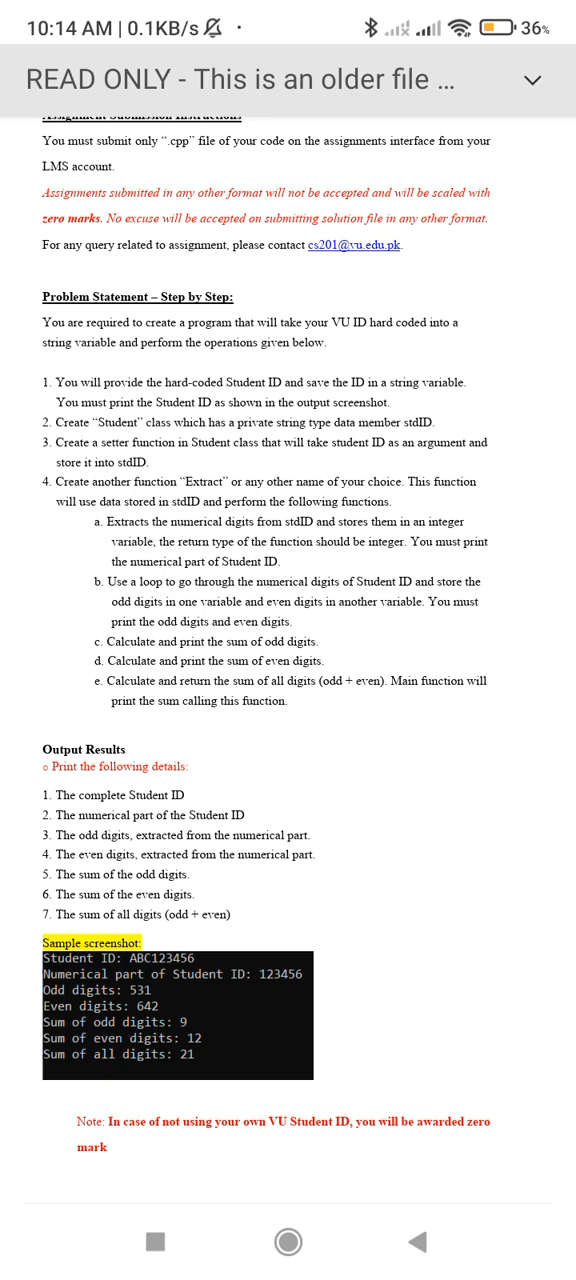 10:14 AM | 0.1KB/s
36%
READ ONLY - This is an older file ...
Assignment Submission Instructions
You must submit only “.cpp” file of your code on the assignments interface from your
LMS account.
Assignments submitted in any other format will not be accepted and will be scaled with
zero marks. No excuse will be accepted on submitting solution file in any other format.
For any query related to assignment, please contact cs201@vu.edu.pk.
Problem Statement – Step by Step:
You are required to create a program that will take your VU ID hard coded into a
string variable and perform the operations given below.
1. You will provide the hard-coded Student ID and save the ID in a string variable.
You must print the Student ID as shown in the output screenshot.
2. Create “Student” class which has a private string type data member stdID.
3. Create a setter function in Student class that will take student ID as an argument and
store it into stdID.
4. Create another function “Extract” or any other name of your choice. This function
will use data stored in stdID and perform the following functions.
a. Extracts the numerical digits from stdID and stores them in an integer
variable, the return type of the function should be integer. You must print
the numerical part of Student ID.
b. Use a loop to go through the numerical digits of Student ID and store the
odd digits in one variable and even digits in another variable. You must
print the odd digits and even digits.
c. Calculate and print the sum of odd digits.
d. Calculate and print the sum of even digits.
e. Calculate and return the sum of all digits (odd + even). Main function will
print the sum calling this function.
Output Results
o Print the following details:
1. The complete Student ID
2. The numerical part of the Student ID
3. The odd digits, extracted from the numerical part.
4. The even digits, extracted from the numerical part.
5. The sum of the odd digits.
6. The sum of the even digits.
7. The sum of all digits (odd + even)
Sample screenshot:
Student ID: ABC123456
Numerical part of Student ID: 123456
Odd digits: 531
Even digits: 642
Sum of odd digits: 9
Sum of even digits: 12
Sum of all digits: 21
Note: In case of not using your own VU Student ID, you will be awarded zero
mark